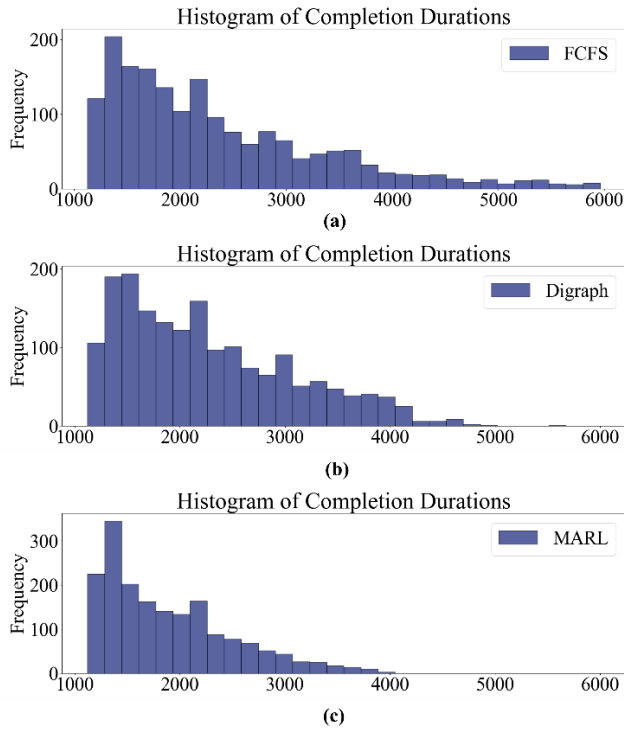 Histogram of Completion Durations
200
100
0
Frequency
FCFS
1000 2000 3000 4000 5000 6000
(a)
Histogram of Completion Durations
200
100
0
Frequency
Digraph
1000 2000 3000 4000 5000 6000
(b)
Histogram of Completion Durations
300
200
100
0
Frequency
MARL
1000 2000 3000 4000 5000 6000
(c)